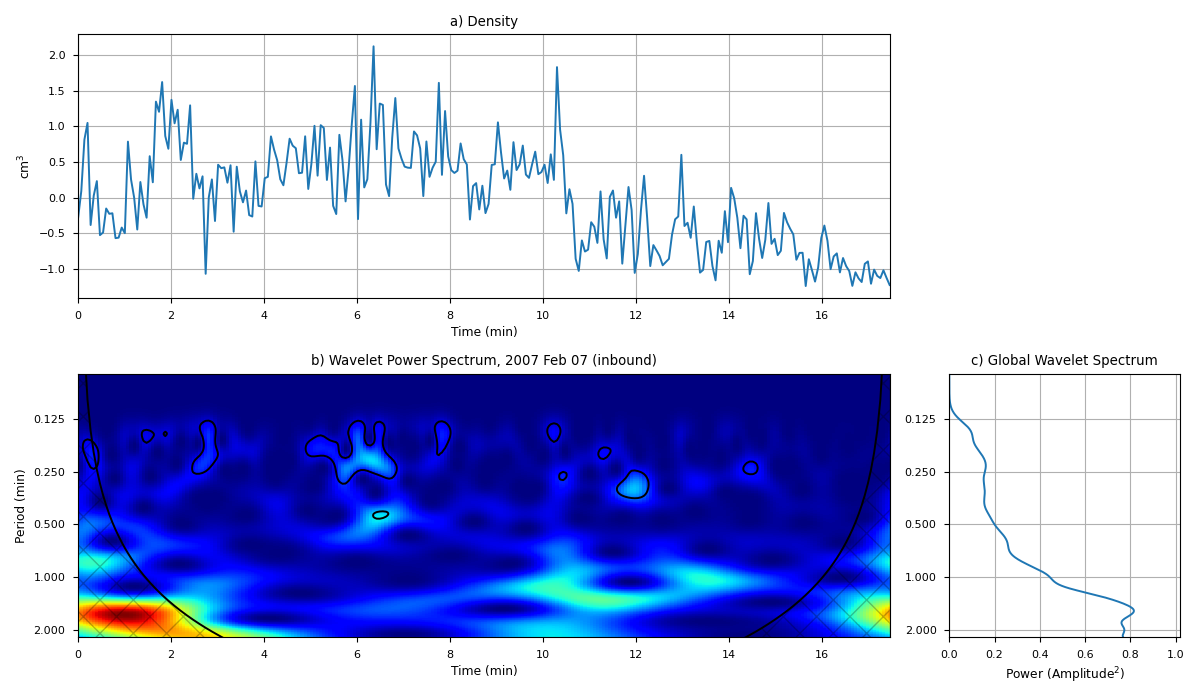 a) Density
cm³
2.0
1.5
1.0
0.5
0.0
−0.5
−1.0
0 2 4 6 8 10 12 14 16
Time (min)
b) Wavelet Power Spectrum, 2007 Feb 07 (inbound)
Period (min)
0.125
0.250
0.500
1.000
2.000
0 2 4 6 8 10 12 14 16
Time (min)
c) Global Wavelet Spectrum
0.125
0.250
0.500
1.000
2.000
0.0 0.2 0.4 0.6 0.8 1.0
Power (Amplitude²)